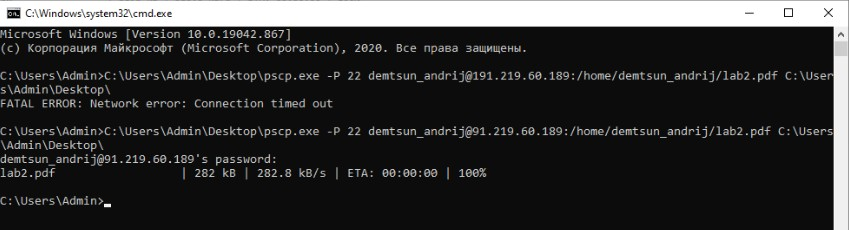 C:\Windows\system32\cmd.exe
Microsoft Windows [Version 10.0.19042.867]
(c) Корпорация Майкрософт (Microsoft Corporation), 2020. Все права защищены.
C:\Users\Admin>C:\Users\Admin\Desktop\pscp.exe -P 22 demtsun_andrij@191.219.60.189:/home/demtsun_andrij/lab2.pdf C:\User
s\Admin\Desktop\
FATAL ERROR: Network error: Connection timed out
C:\Users\Admin>C:\Users\Admin\Desktop\pscp.exe -P 22 demtsun_andrij@91.219.60.189:/home/demtsun_andrij/lab2.pdf C:\Users
\Admin\Desktop\
demtsun_andrij@91.219.60.189's password:
lab2.pdf                  | 282 kB | 282.8 kB/s | ETA: 00:00:00 | 100%
C:\Users\Admin>